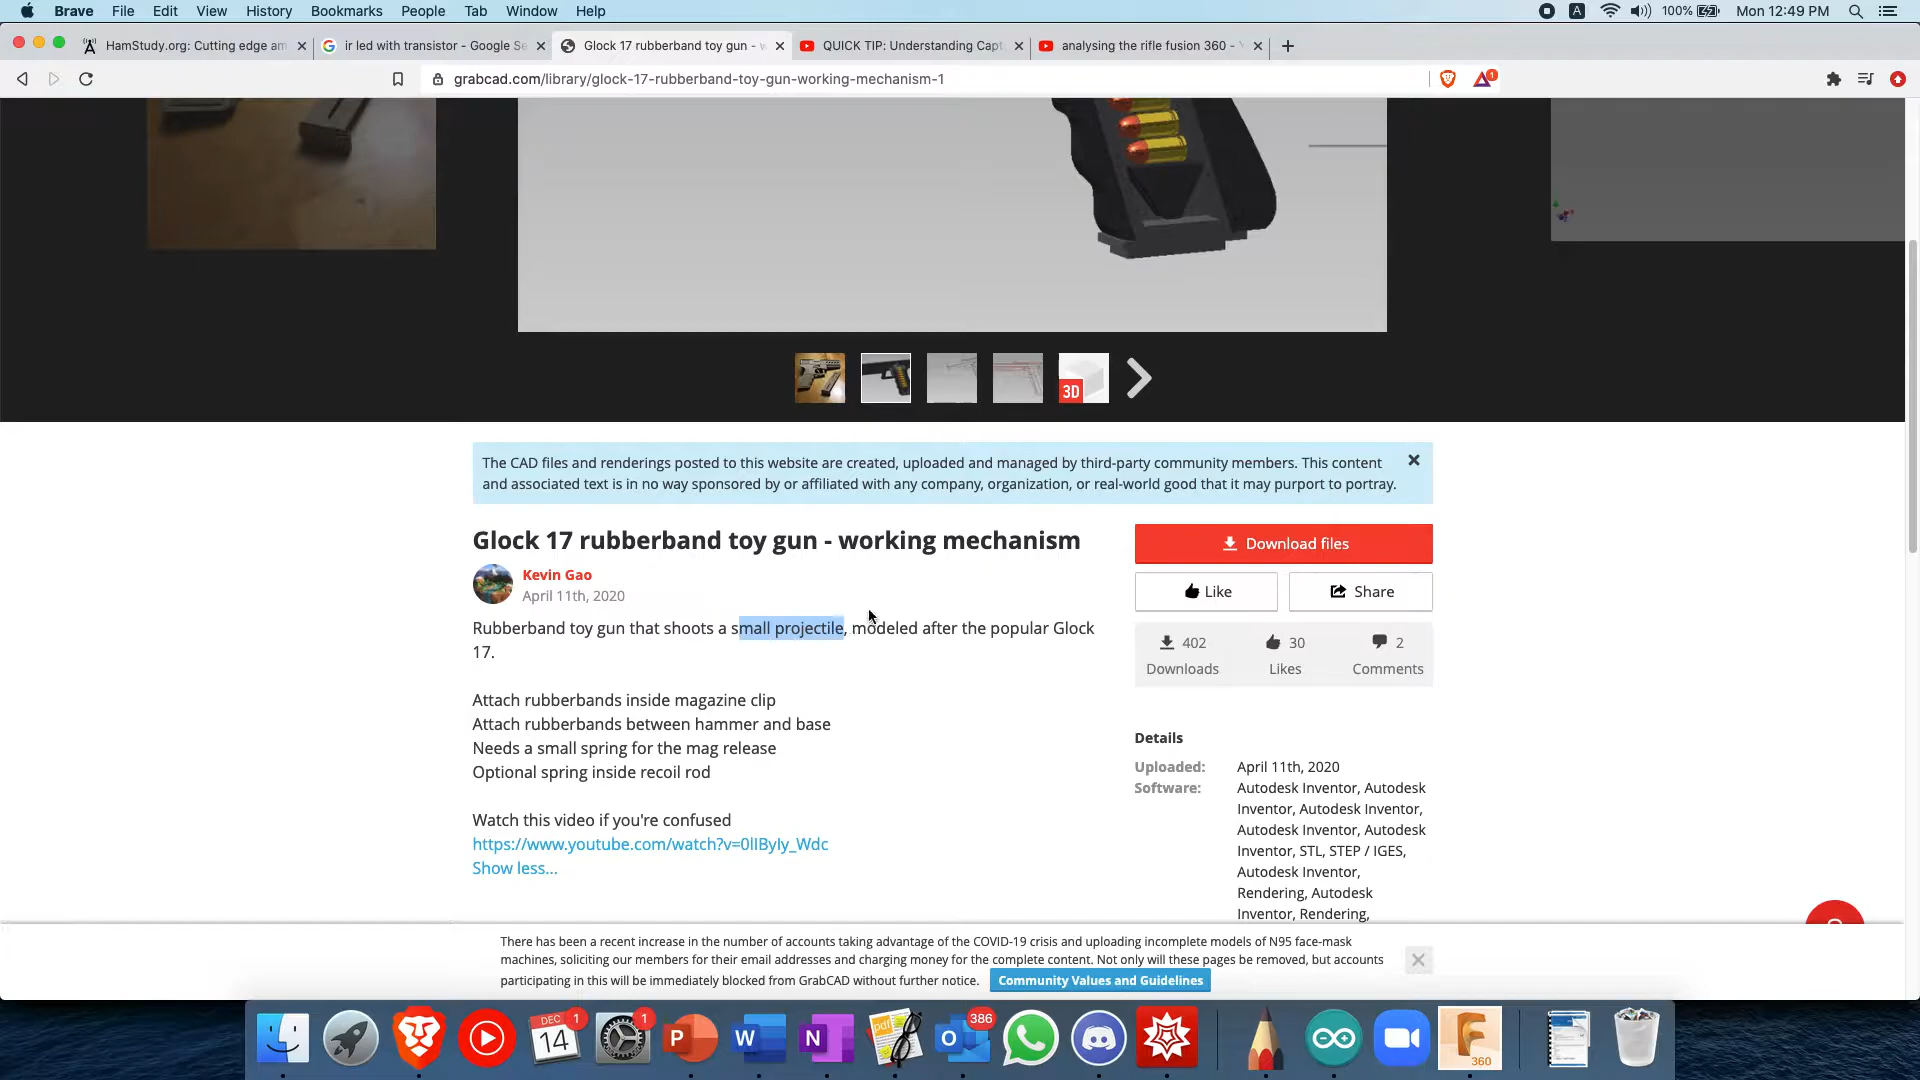 Brave File Edit View History Bookmarks People Tab Window Help
A 100% Mon 12:49 PM
HamStudy.org: Cutting edge am
ir led with transistor - Google Se
Glock 17 rubberband toy gun - w
QUICK TIP: Understanding Capt
analysing the rifle fusion 360 - Y
grabcad.com/library/glock-17-rubberband-toy-gun-working-mechanism-1
1
3D
The CAD files and renderings posted to this website are created, uploaded and managed by third-party community members. This content
and associated text is in no way sponsored by or affiliated with any company, organization, or real-world good that it may purport to portray.
Glock 17 rubberband toy gun - working mechanism
Kevin Gao
April 11th, 2020
Rubberband toy gun that shoots a small projectile, modeled after the popular Glock
17.
Attach rubberbands inside magazine clip
Attach rubberbands between hammer and base
Needs a small spring for the mag release
Optional spring inside recoil rod
Watch this video if you're confused
https://www.youtube.com/watch?v=0lIByIy_Wdc
Show less...
Download files
Like Share
402 30 2
Downloads Likes Comments
Details
Uploaded: April 11th, 2020
Software: Autodesk Inventor, Autodesk
Inventor, Autodesk Inventor,
Autodesk Inventor, Autodesk
Inventor, STL, STEP / IGES,
Autodesk Inventor,
Rendering, Autodesk
Inventor, Rendering,
There has been a recent increase in the number of accounts taking advantage of the COVID-19 crisis and uploading incomplete models of N95 face-mask
machines, soliciting our members for their email addresses and charging money for the complete content. Not only will these pages be removed, but accounts
participating in this will be immediately blocked from GrabCAD without further notice. Community Values and Guidelines
DEC 1
14
1
P
W
N
pdf
386
O
360